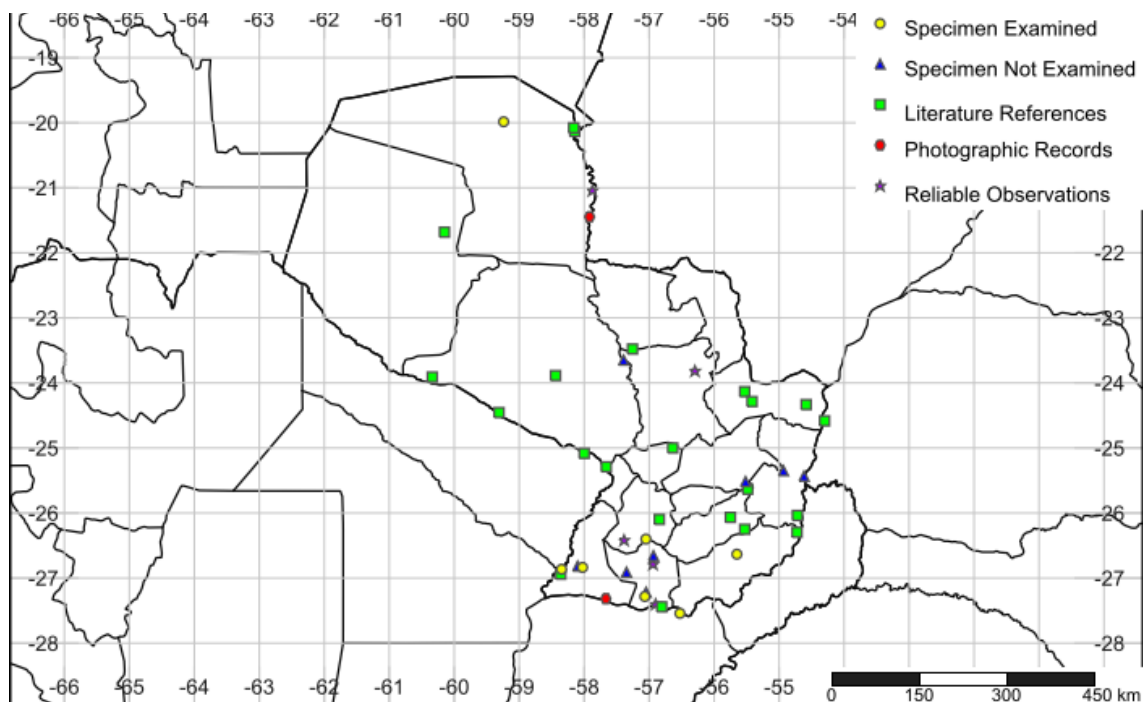 -66 -65 -64 -63 -62 -61 -60 -59 -58 -57 -56 -55 -54
Specimen Examined
Specimen Not Examined
Literature References
Photographic Records
Reliable Observations
-19
-20
-21
-22 -22
-23 -23
-24 -24
-25 -25
-26 -26
-27 -27
-28 -28
-66 -65 -64 -63 -62 -61 -60 -59 -58 -57 -56 -55
0 150 300 450 km